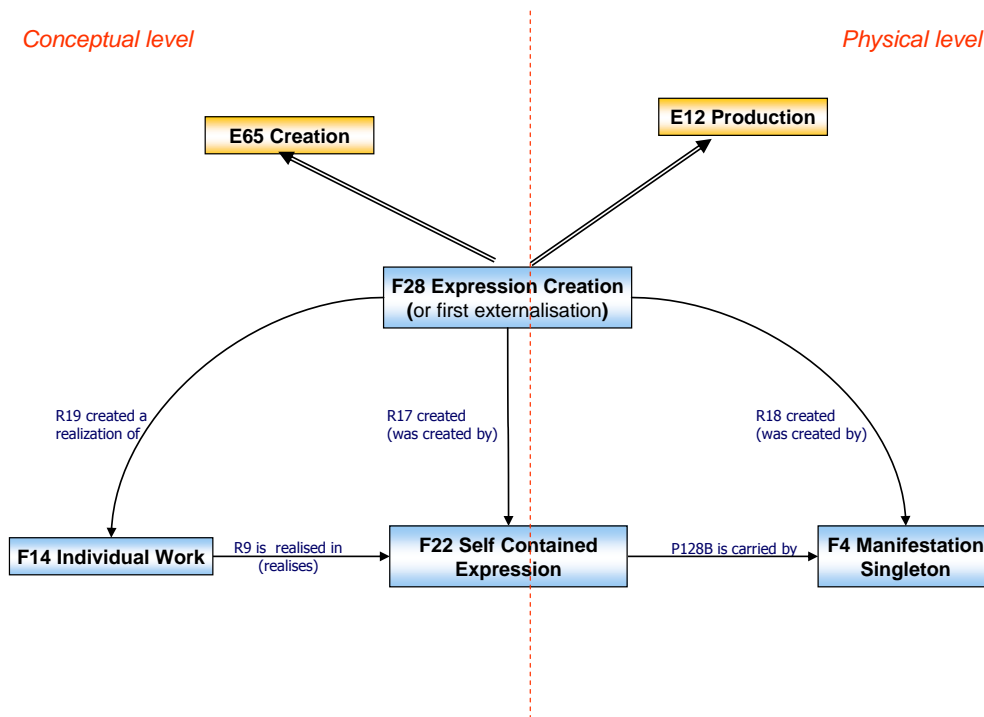 Conceptual level
Physical level
E65 Creation
E12 Production
F28 Expression Creation
(or first externalisation)
R19 created a
realization of
R17 created
(was created by)
R18 created
(was created by)
F14 Individual Work
R9 is realised in
(realises)
F22 Self Contained
Expression
P128B is carried by
F4 Manifestation
Singleton